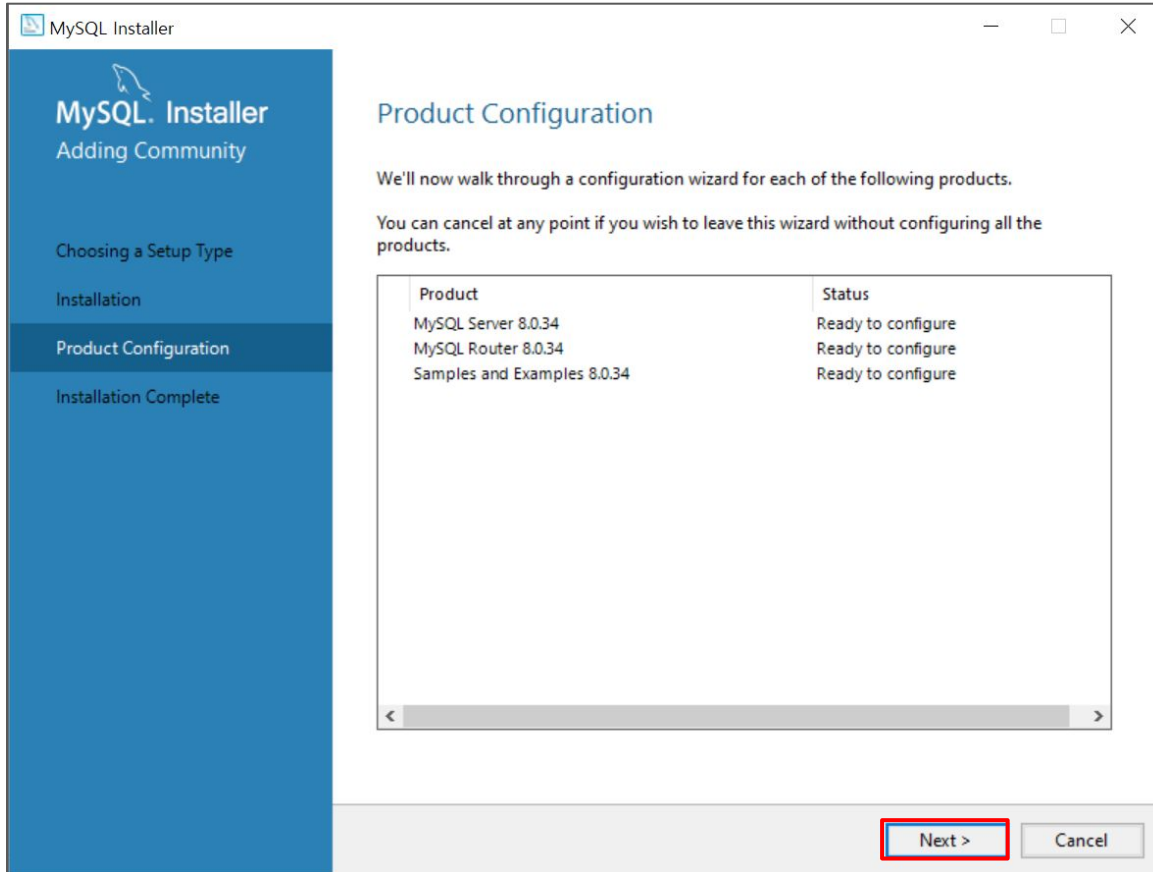 MySQL Installer
MySQL. Installer
Adding Community
Choosing a Setup Type
Installation
Product Configuration
Installation Complete
Product Configuration
We'll now walk through a configuration wizard for each of the following products.
You can cancel at any point if you wish to leave this wizard without configuring all the
products.
Product Status
MySQL Server 8.0.34 Ready to configure
MySQL Router 8.0.34 Ready to configure
Samples and Examples 8.0.34 Ready to configure
Next > Cancel